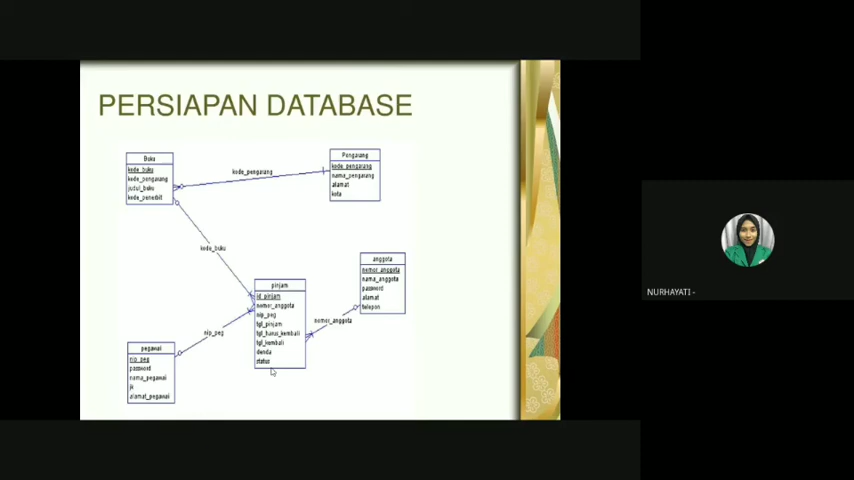 PERSIAPAN DATABASE
Buku
kode_buku
kode_pengarang
judul_buku
kode_penerbit
kode_pengarang
Pengarang
kode_pengarang
nama_pengarang
alamat
kota
kode_buku
pinjam
id_pinjam
nomor_anggota
nip_peg
tgl_pinjam
tgl_harus_kembali
tgl_kembali
denda
status
anggota
nomor_anggota
nama_anggota
password
alamat
telepon
nomor_anggota
nip_peg
pegawai
nip_peg
password
nama_pegawai
jk
alamat_pegawai
NURHAYATI -